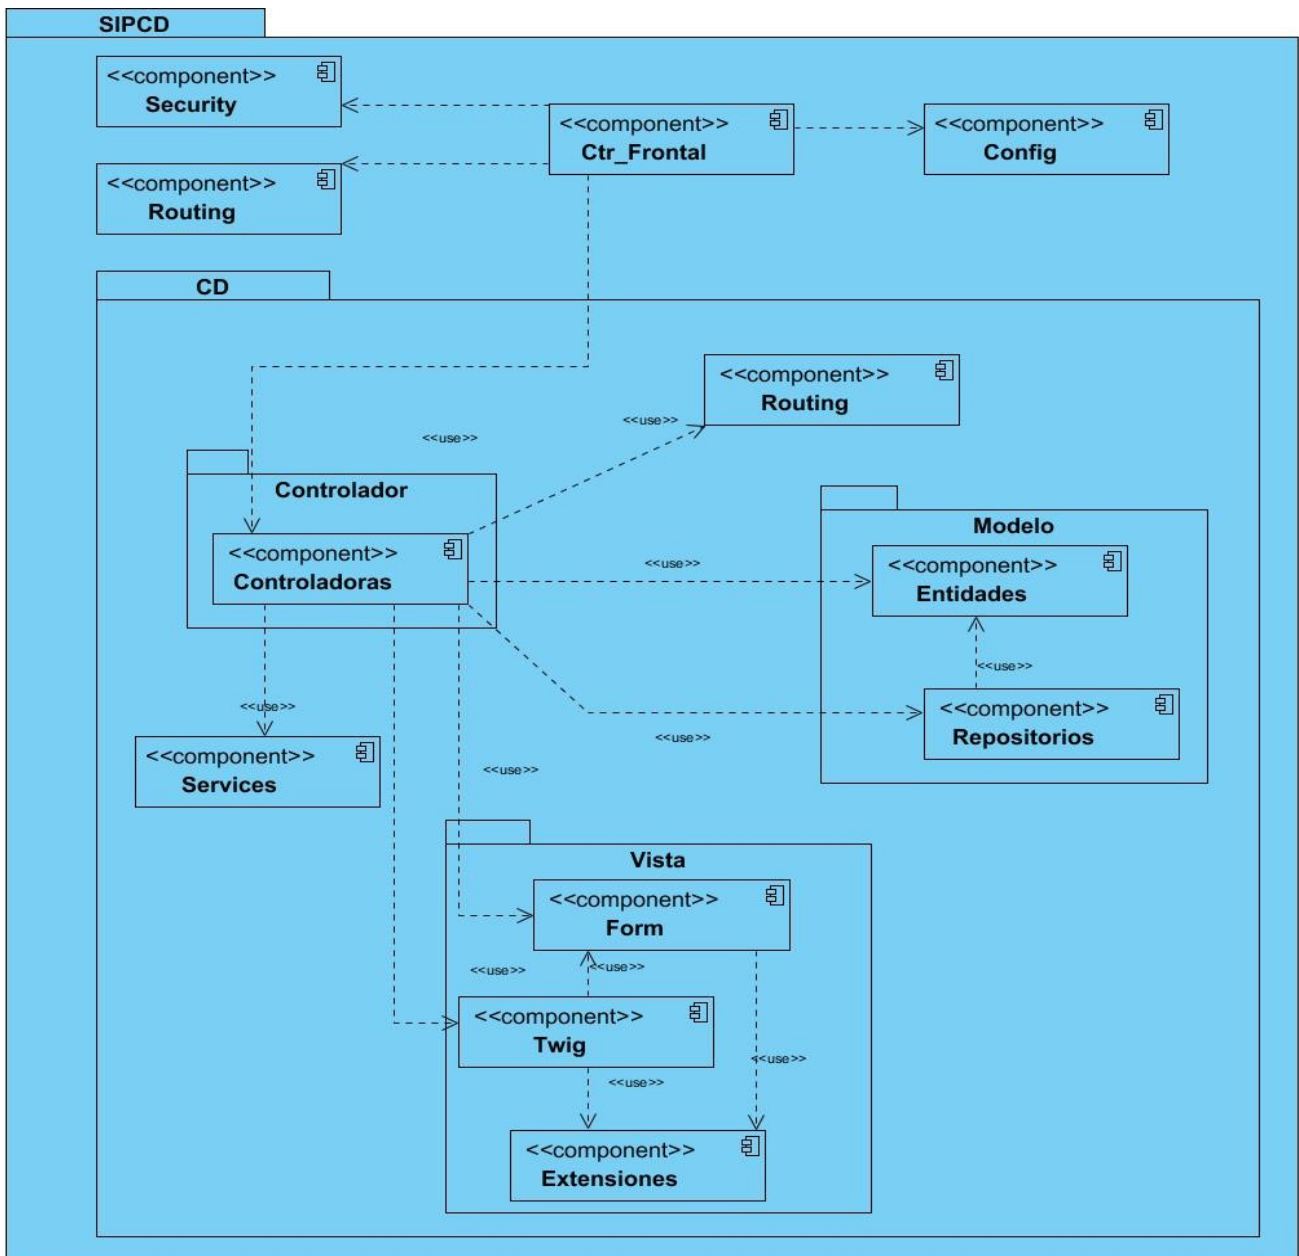 SIPCD
<<component>>
Security
<<component>>
Ctr_Frontal
<<component>>
Config
<<component>>
Routing
CD
<<component>>
Routing
<<use>>
<<use>>
Controlador
<<component>>
Controladoras
Modelo
<<component>>
Entidades
<<use>>
<<use>>
<<component>>
Repositorios
<<use>>
<<use>>
<<component>>
Services
<<use>>
Vista
<<component>>
Form
<<use>>
<<use>>
<<component>>
Twig
<<use>>
<<use>>
<<component>>
Extensiones